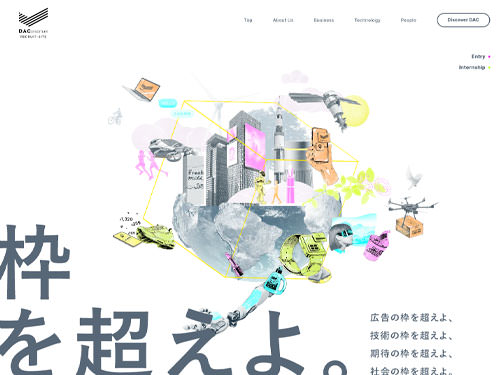 DAC
RECRUIT SITE
Top
About Us
Business
Technology
People
Discover DAC
Entry
Internship
Fresh
枠
を超えよ。
広告の枠を超えよ、
技術の枠を超えよ、
期待の枠を超えよ、
社会の枠を超えよ。